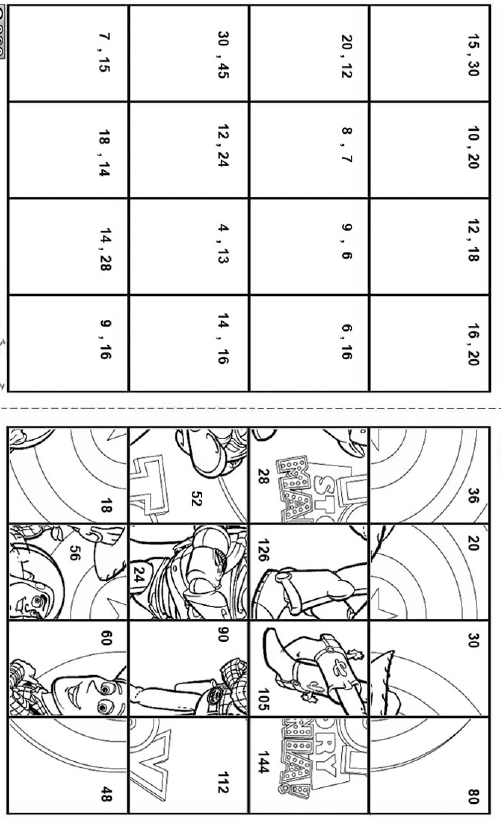 15 , 30 10 , 20 12 , 18 16 , 20
20 , 12 8 , 7 9 , 6 6 , 16
30 , 45 12 , 24 4 , 13 14 , 16
7 , 15 18 , 14 14 , 28 9 , 16
36 20 30 80
28 126 105 144
52 24 90 112
18 56 60 48